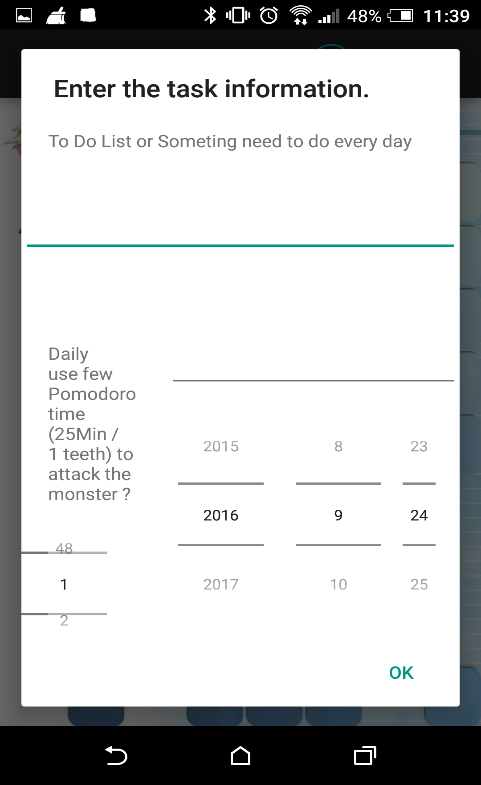 48% 11:39
Enter the task information.
To Do List or Someting need to do every day
Daily
use few
Pomodoro
time
(25Min /
1 teeth) to
attack the
monster ?
2015 8 23
2016 9 24
2017 10 25
48
1
2
OK